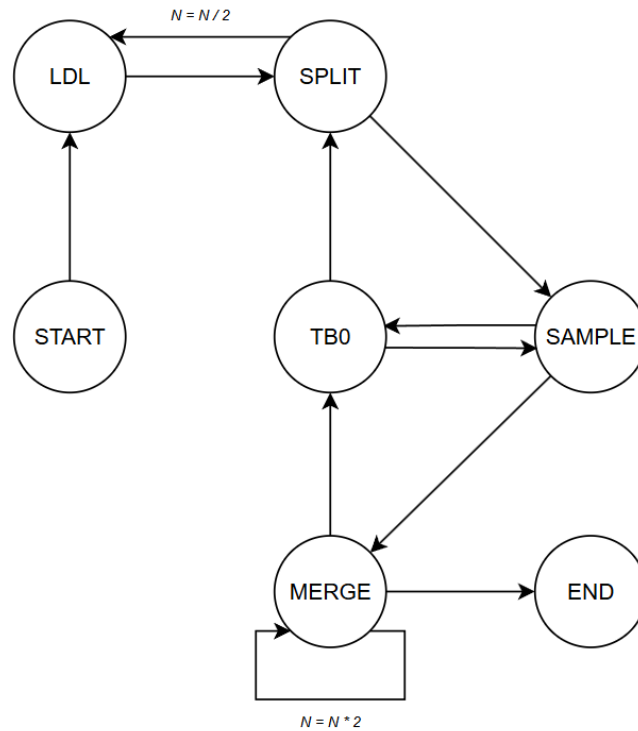 N = N / 2
LDL
SPLIT
START
TB0
SAMPLE
MERGE
END
N = N * 2